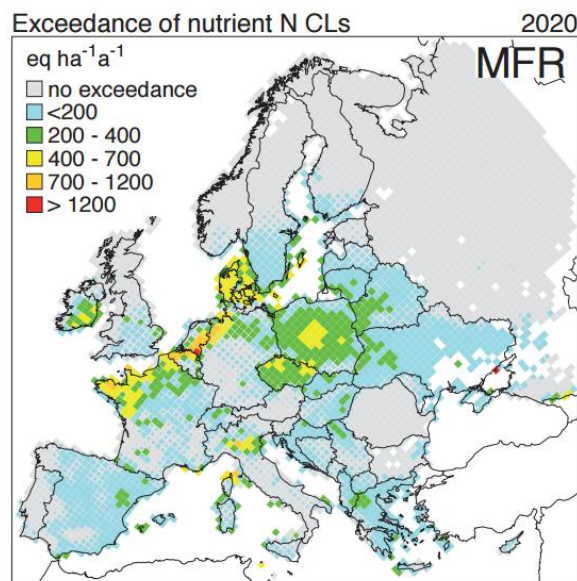 Exceedance of nutrient N CLs 2020
MFR
eq ha⁻¹a⁻¹
no exceedance
<200
200 - 400
400 - 700
700 - 1200
> 1200